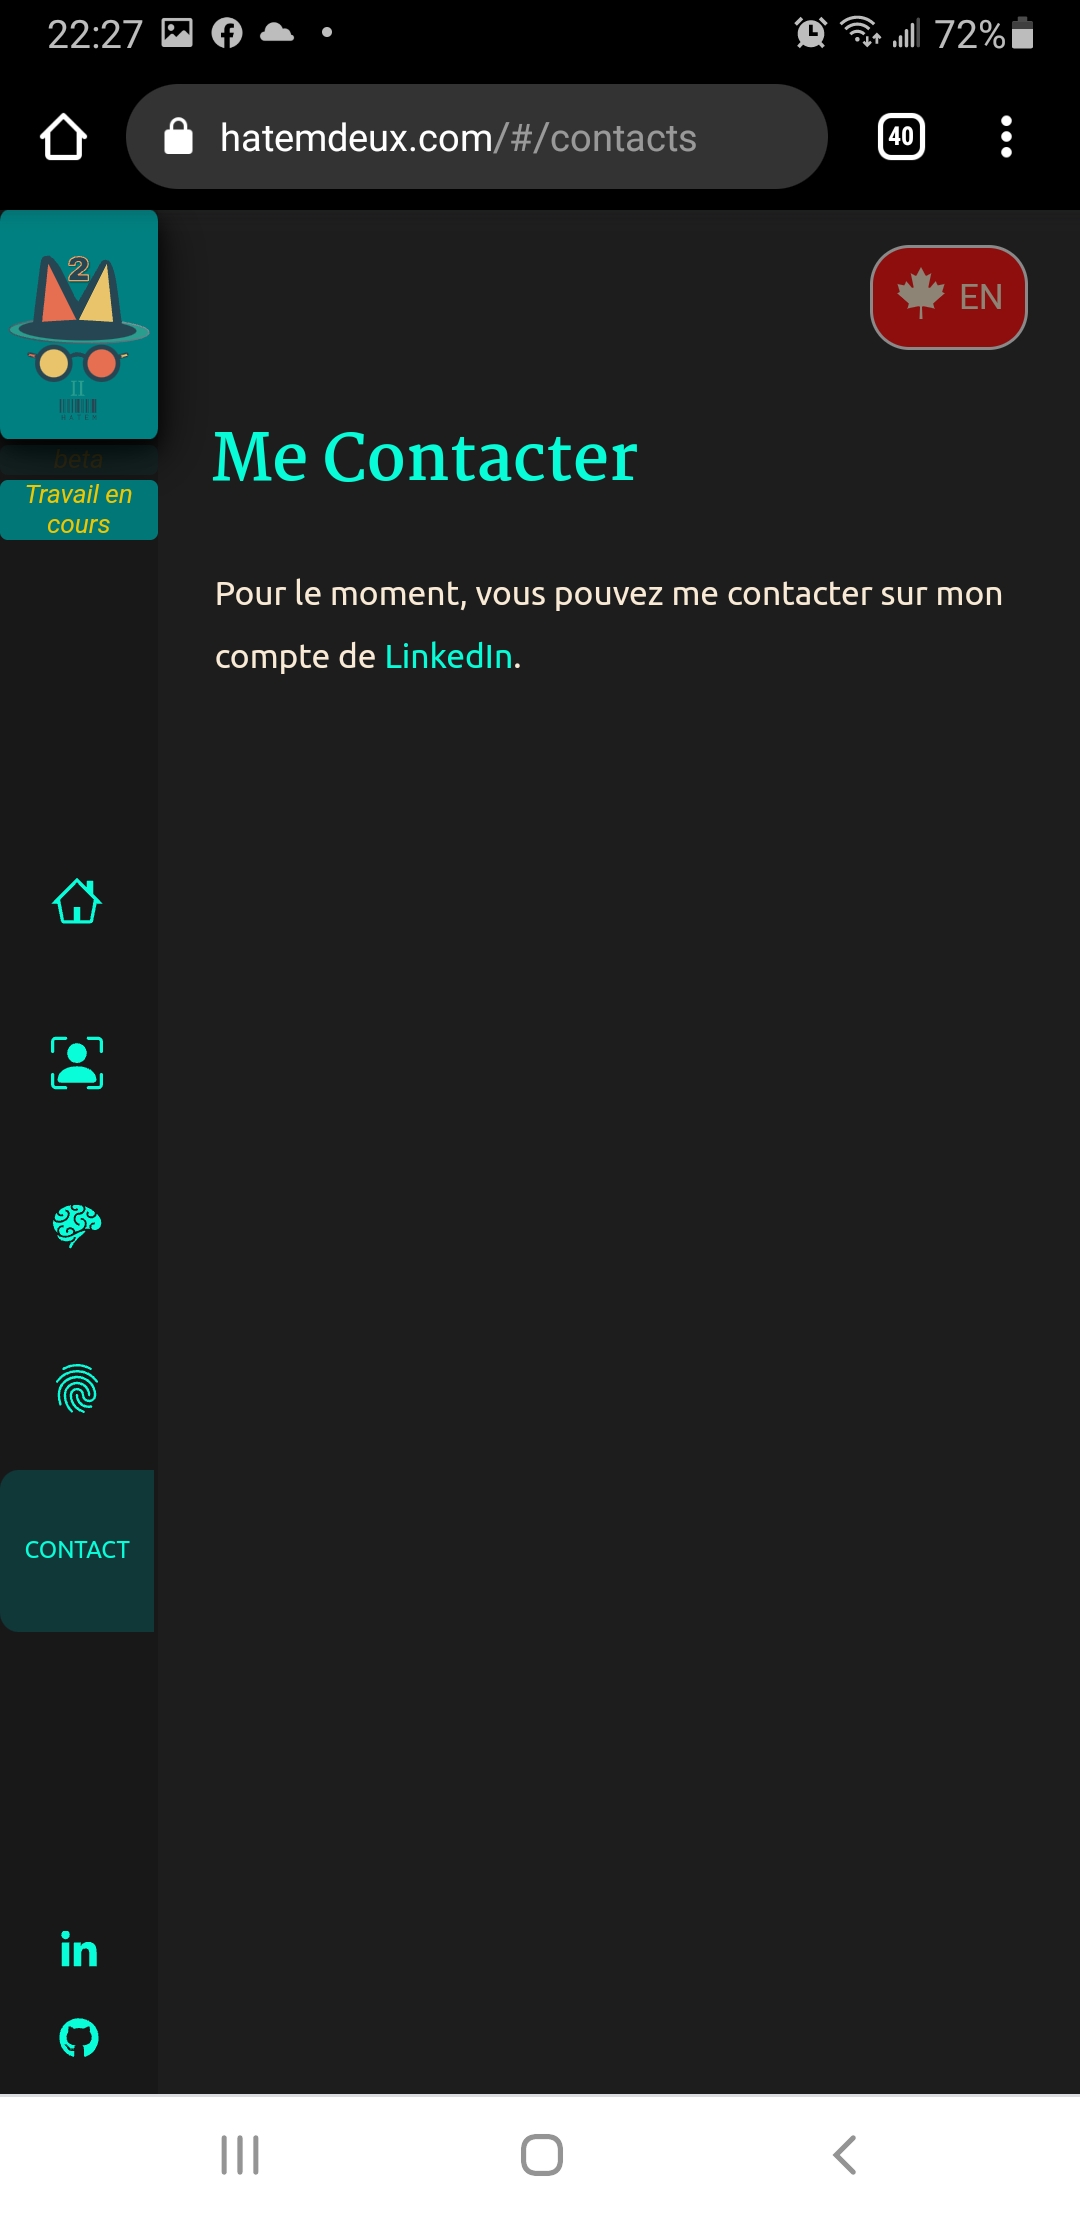 22:27
72%
hatemdeux.com/#/contacts
40
2
EN
II
HATEM
beta
Travail en
cours
Me Contacter
Pour le moment, vous pouvez me contacter sur mon
compte de LinkedIn.
CONTACT
in